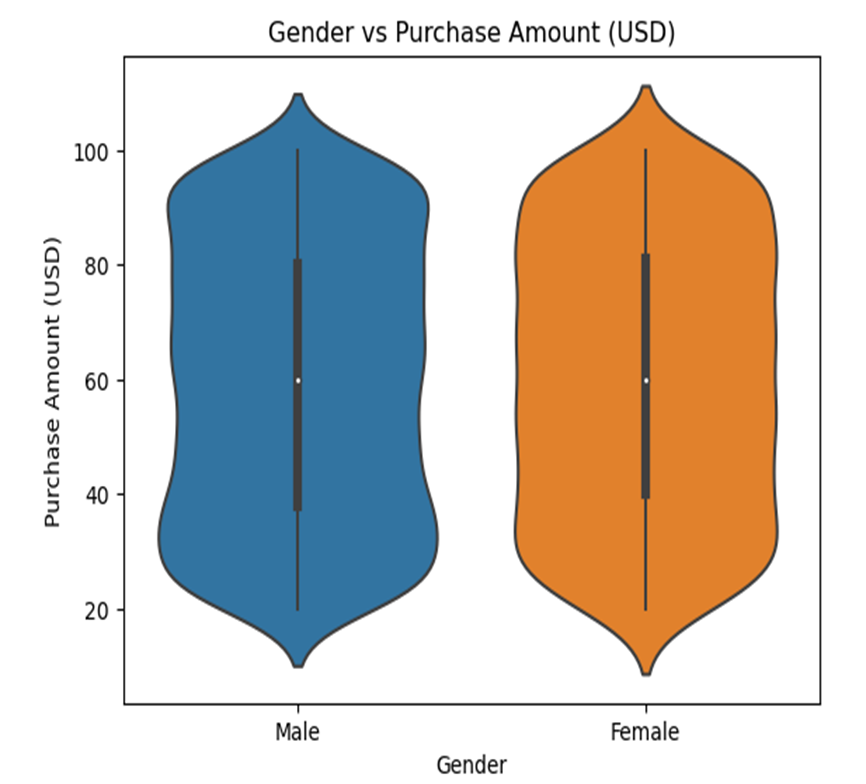 Gender vs Purchase Amount (USD)
100
80
60
40
20
Purchase Amount (USD)
Male
Female
Gender